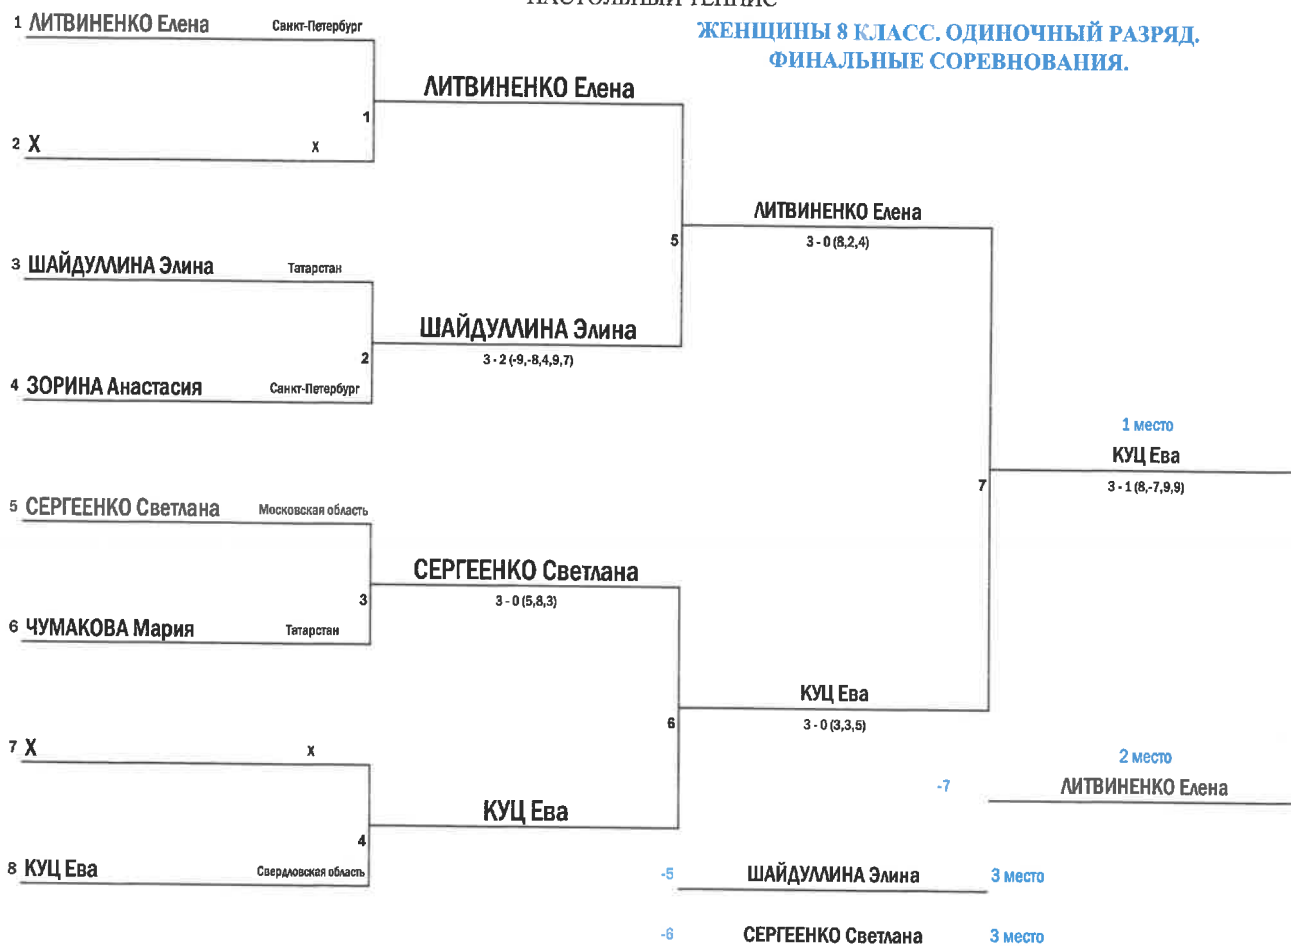 НАСТОЛЬНЫЙ ТЕННИС
ЖЕНЩИНЫ 8 КЛАСС. ОДИНОЧНЫЙ РАЗРЯД.
ФИНАЛЬНЫЕ СОРЕВНОВАНИЯ.
1 ЛИТВИНЕНКО Елена Санкт-Петербург
ЛИТВИНЕНКО Елена
1
2 X X
ЛИТВИНЕНКО Елена
5
3 - 0 (8,2,4)
3 ШАЙДУЛЛИНА Элина Татарстан
ШАЙДУЛЛИНА Элина
2
3 - 2 (-9,-8,4,9,7)
4 ЗОРИНА Анастасия Санкт-Петербург
1 место
КУЦ Ева
7
3 - 1 (8,-7,9,9)
5 СЕРГЕЕНКО Светлана Московская область
СЕРГЕЕНКО Светлана
3
3 - 0 (5,8,3)
6 ЧУМАКОВА Мария Татарстан
КУЦ Ева
6
3 - 0 (3,3,5)
7 X X
2 место
-7 ЛИТВИНЕНКО Елена
КУЦ Ева
4
8 КУЦ Ева Свердловская область
-5 ШАЙДУЛЛИНА Элина 3 место
-6 СЕРГЕЕНКО Светлана 3 место